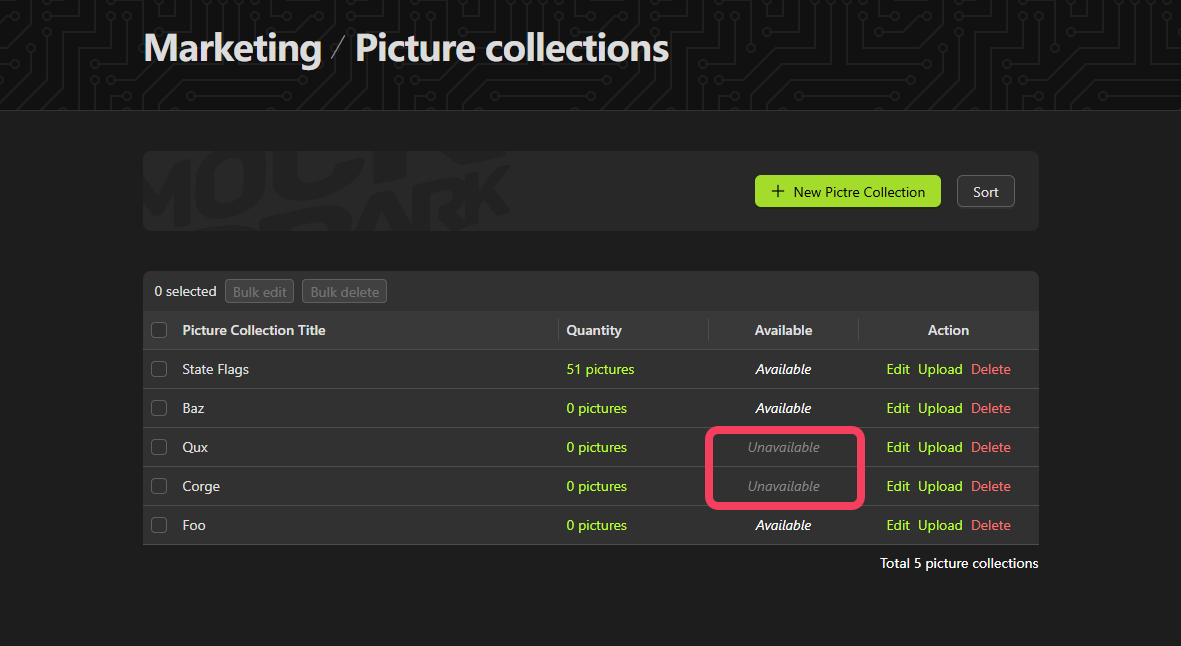 Marketing / Picture collections
+ New Pictre Collection Sort
0 selected Bulk edit Bulk delete
Picture Collection Title Quantity Available Action
State Flags 51 pictures Available Edit Upload Delete
Baz 0 pictures Available Edit Upload Delete
Qux 0 pictures Unavailable Edit Upload Delete
Corge 0 pictures Unavailable Edit Upload Delete
Foo 0 pictures Available Edit Upload Delete
Total 5 picture collections